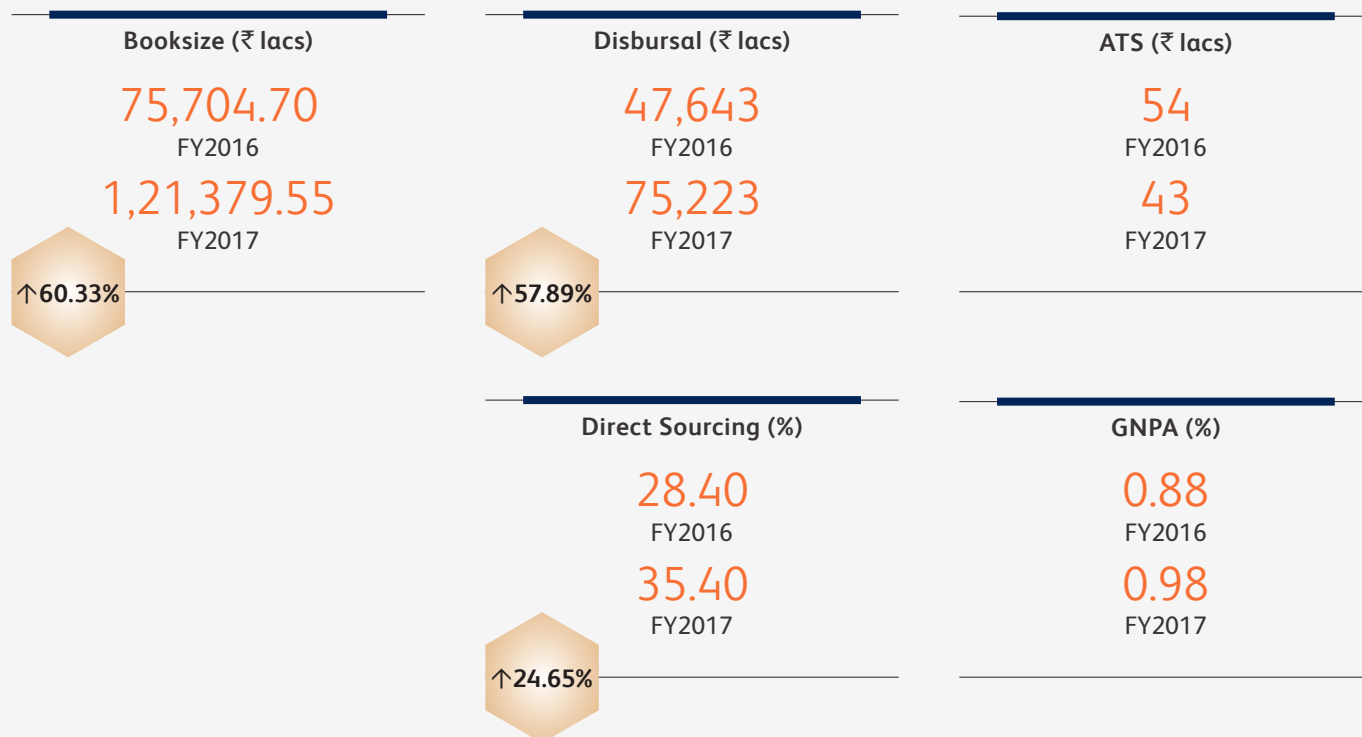 Booksize (₹ lacs)
75,704.70
FY2016
1,21,379.55
FY2017
↑60.33%
Disbursal (₹ lacs)
47,643
FY2016
75,223
FY2017
↑57.89%
ATS (₹ lacs)
54
FY2016
43
FY2017
Direct Sourcing (%)
28.40
FY2016
35.40
FY2017
↑24.65%
GNPA (%)
0.88
FY2016
0.98
FY2017